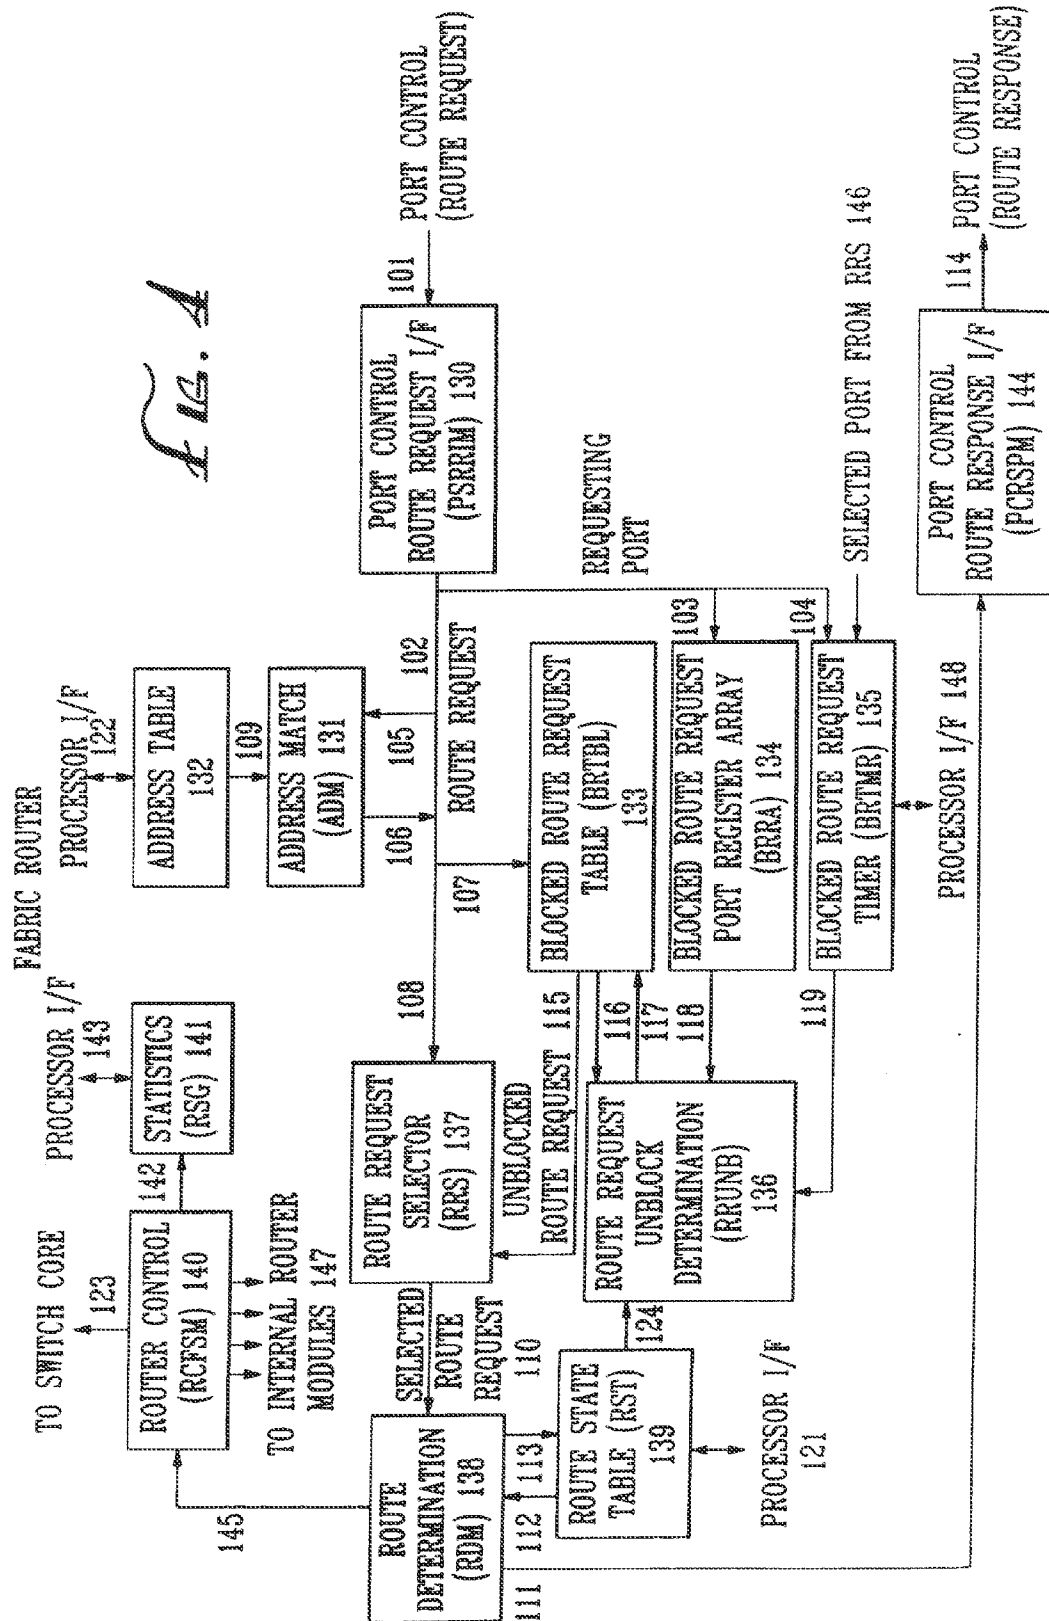 FABRIC ROUTER
FIG. 4
TO SWITCH CORE
123
PROCESSOR I/F
143
PROCESSOR I/F
122
ROUTER CONTROL
(RCFSM) 140
142
STATISTICS
(RSG) 141
ADDRESS TABLE
132
109
ADDRESS MATCH
(ADM)
131
TO INTERNAL ROUTER
MODULES 147
145
106
105
ROUTE
DETERMINATION
(RDM) 138
SELECTED
ROUTE
REQUEST
110
ROUTE REQUEST
SELECTOR
(RRS) 137
108
107
102
ROUTE REQUEST
PORT CONTROL
ROUTE REQUEST I/F
(PSRRIM) 130
101
PORT CONTROL
(ROUTE REQUEST)
111
112
113
UNBLOCKED
ROUTE REQUEST 115
REQUESTING
PORT
ROUTE STATE
TABLE (RST)
139
124
PROCESSOR I/F
121
ROUTE REQUEST
UNBLOCK
DETERMINATION
(RRUNB)
136
116
117
118
119
BLOCKED ROUTE REQUEST
TABLE (BRTBL)
133
103
BLOCKED ROUTE REQUEST
PORT REGISTER ARRAY
(BRRA) 134
104
BLOCKED ROUTE REQUEST
TIMER (BRTMR) 135
SELECTED PORT FROM RRS 146
PROCESSOR I/F 148
PORT CONTROL
ROUTE RESPONSE I/F
(PCRSPM) 144
114
PORT CONTROL
(ROUTE RESPONSE)